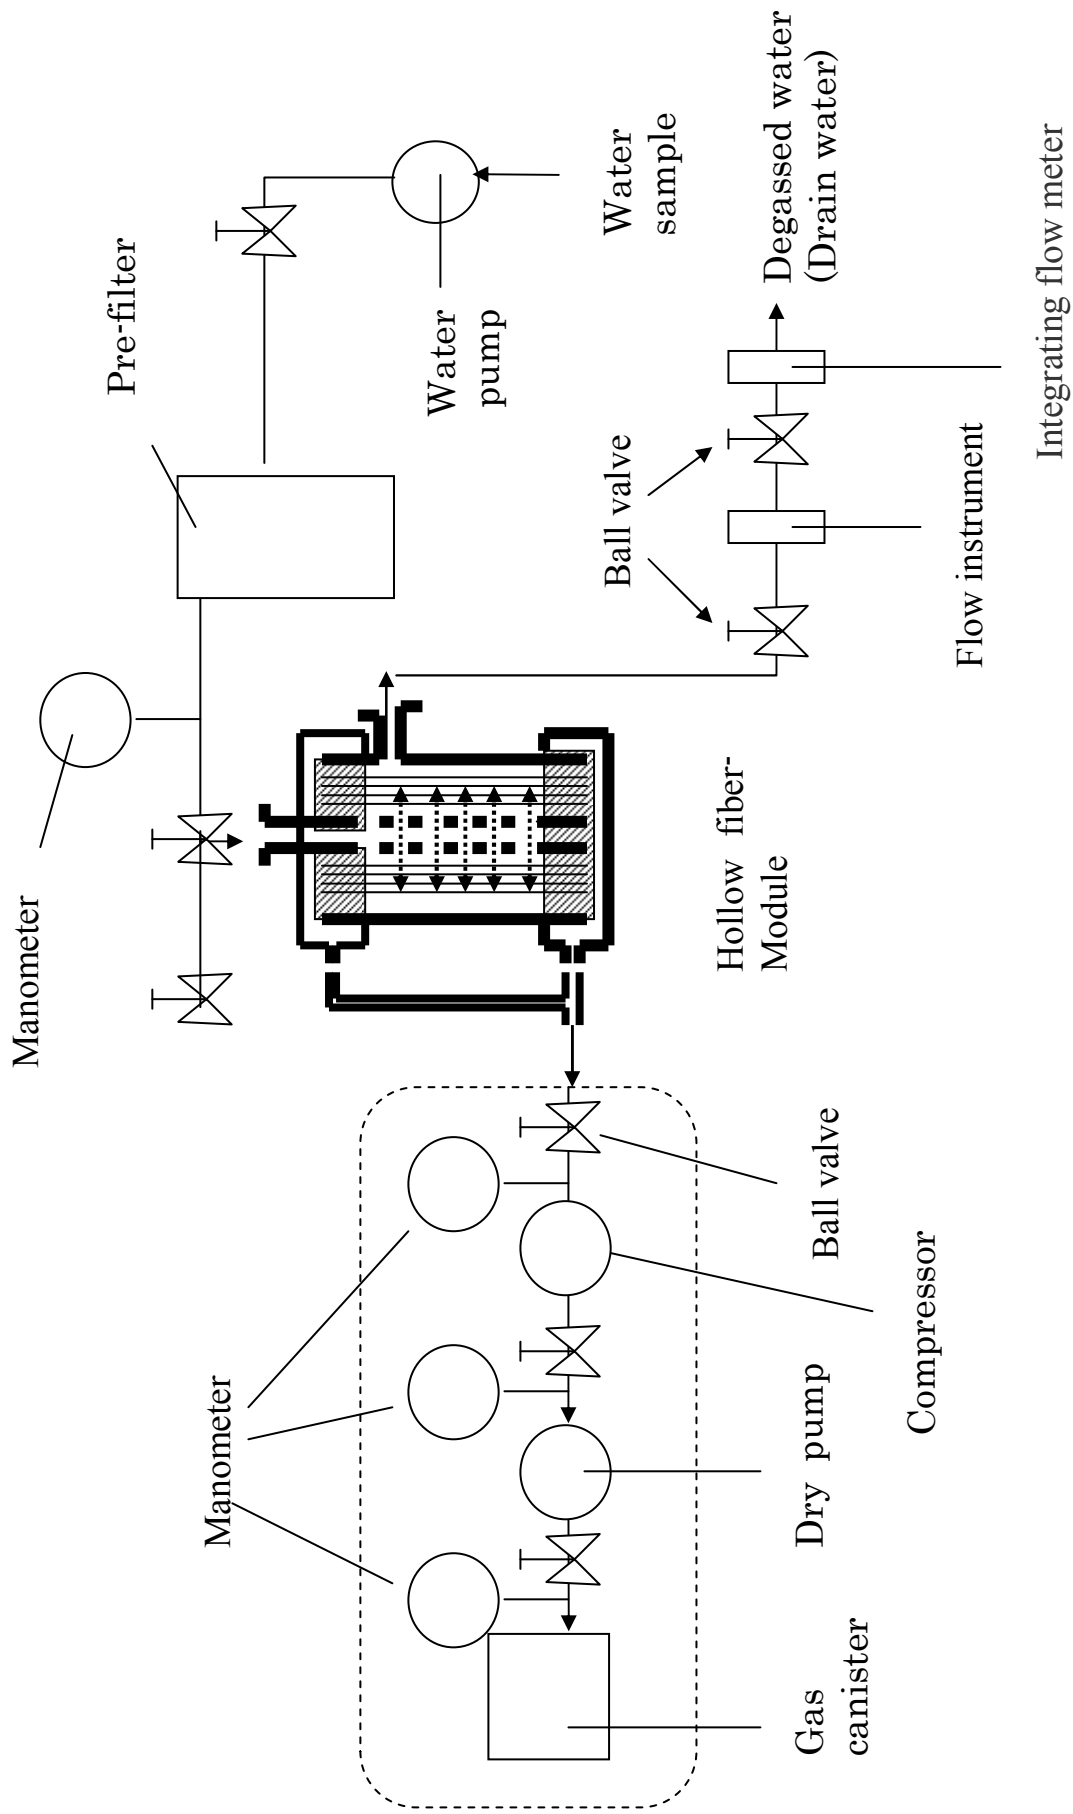 Manometer
Pre-filter
Manometer
Water
pump
Ball valve
Water
sample
Hollow fiber-
Module
Degassed water
(Drain water)
Gas
canister
Dry pump
Ball valve
Compressor
Flow instrument
Integrating flow meter